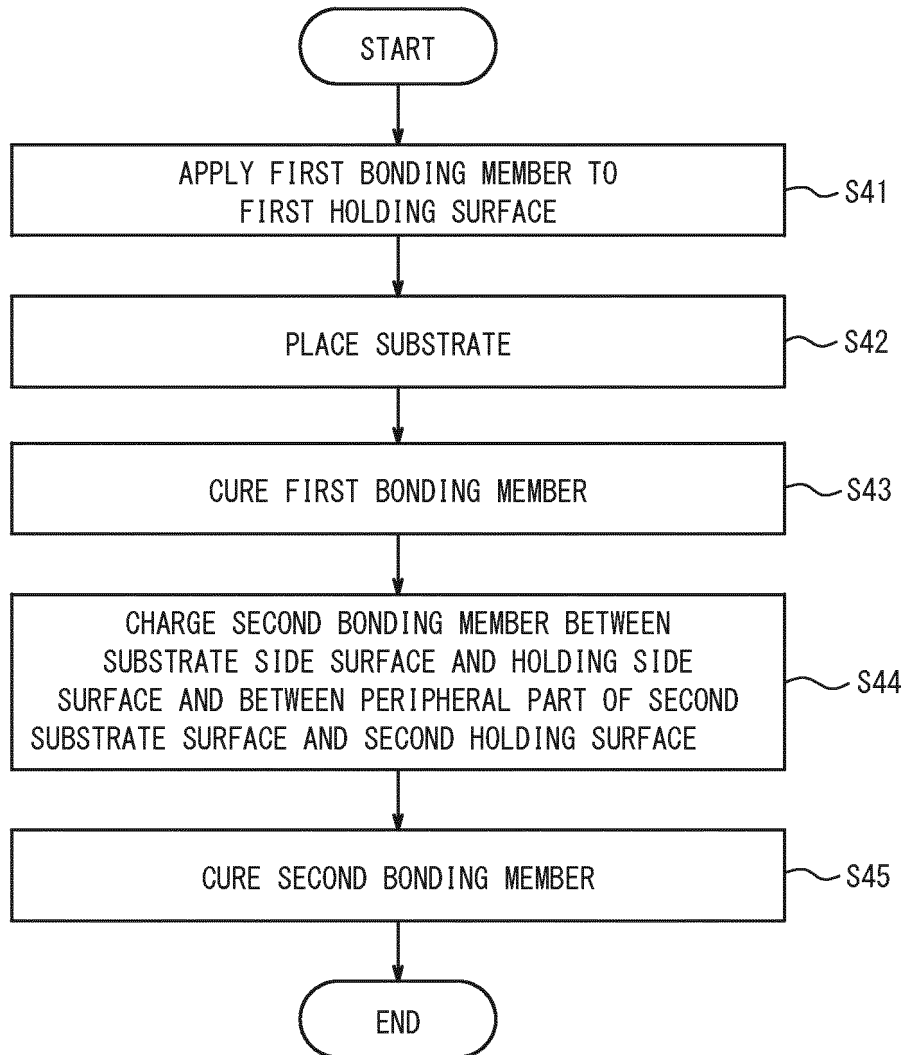 START
APPLY FIRST BONDING MEMBER TO
FIRST HOLDING SURFACE
S41
PLACE SUBSTRATE
S42
CURE FIRST BONDING MEMBER
S43
CHARGE SECOND BONDING MEMBER BETWEEN
SUBSTRATE SIDE SURFACE AND HOLDING SIDE
SURFACE AND BETWEEN PERIPHERAL PART OF SECOND
SUBSTRATE SURFACE AND SECOND HOLDING SURFACE
S44
CURE SECOND BONDING MEMBER
S45
END